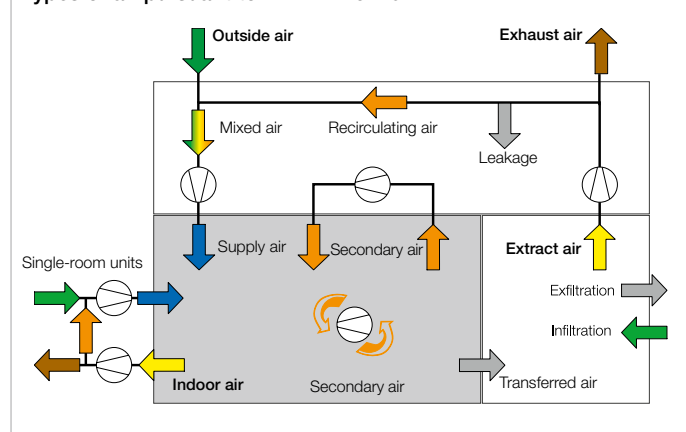 Outside air
Exhaust air
Mixed air
Recirculating air
Leakage
Supply air
Secondary air
Extract air
Single-room units
Exfiltration
Infiltration
Indoor air
Secondary air
Transferred air